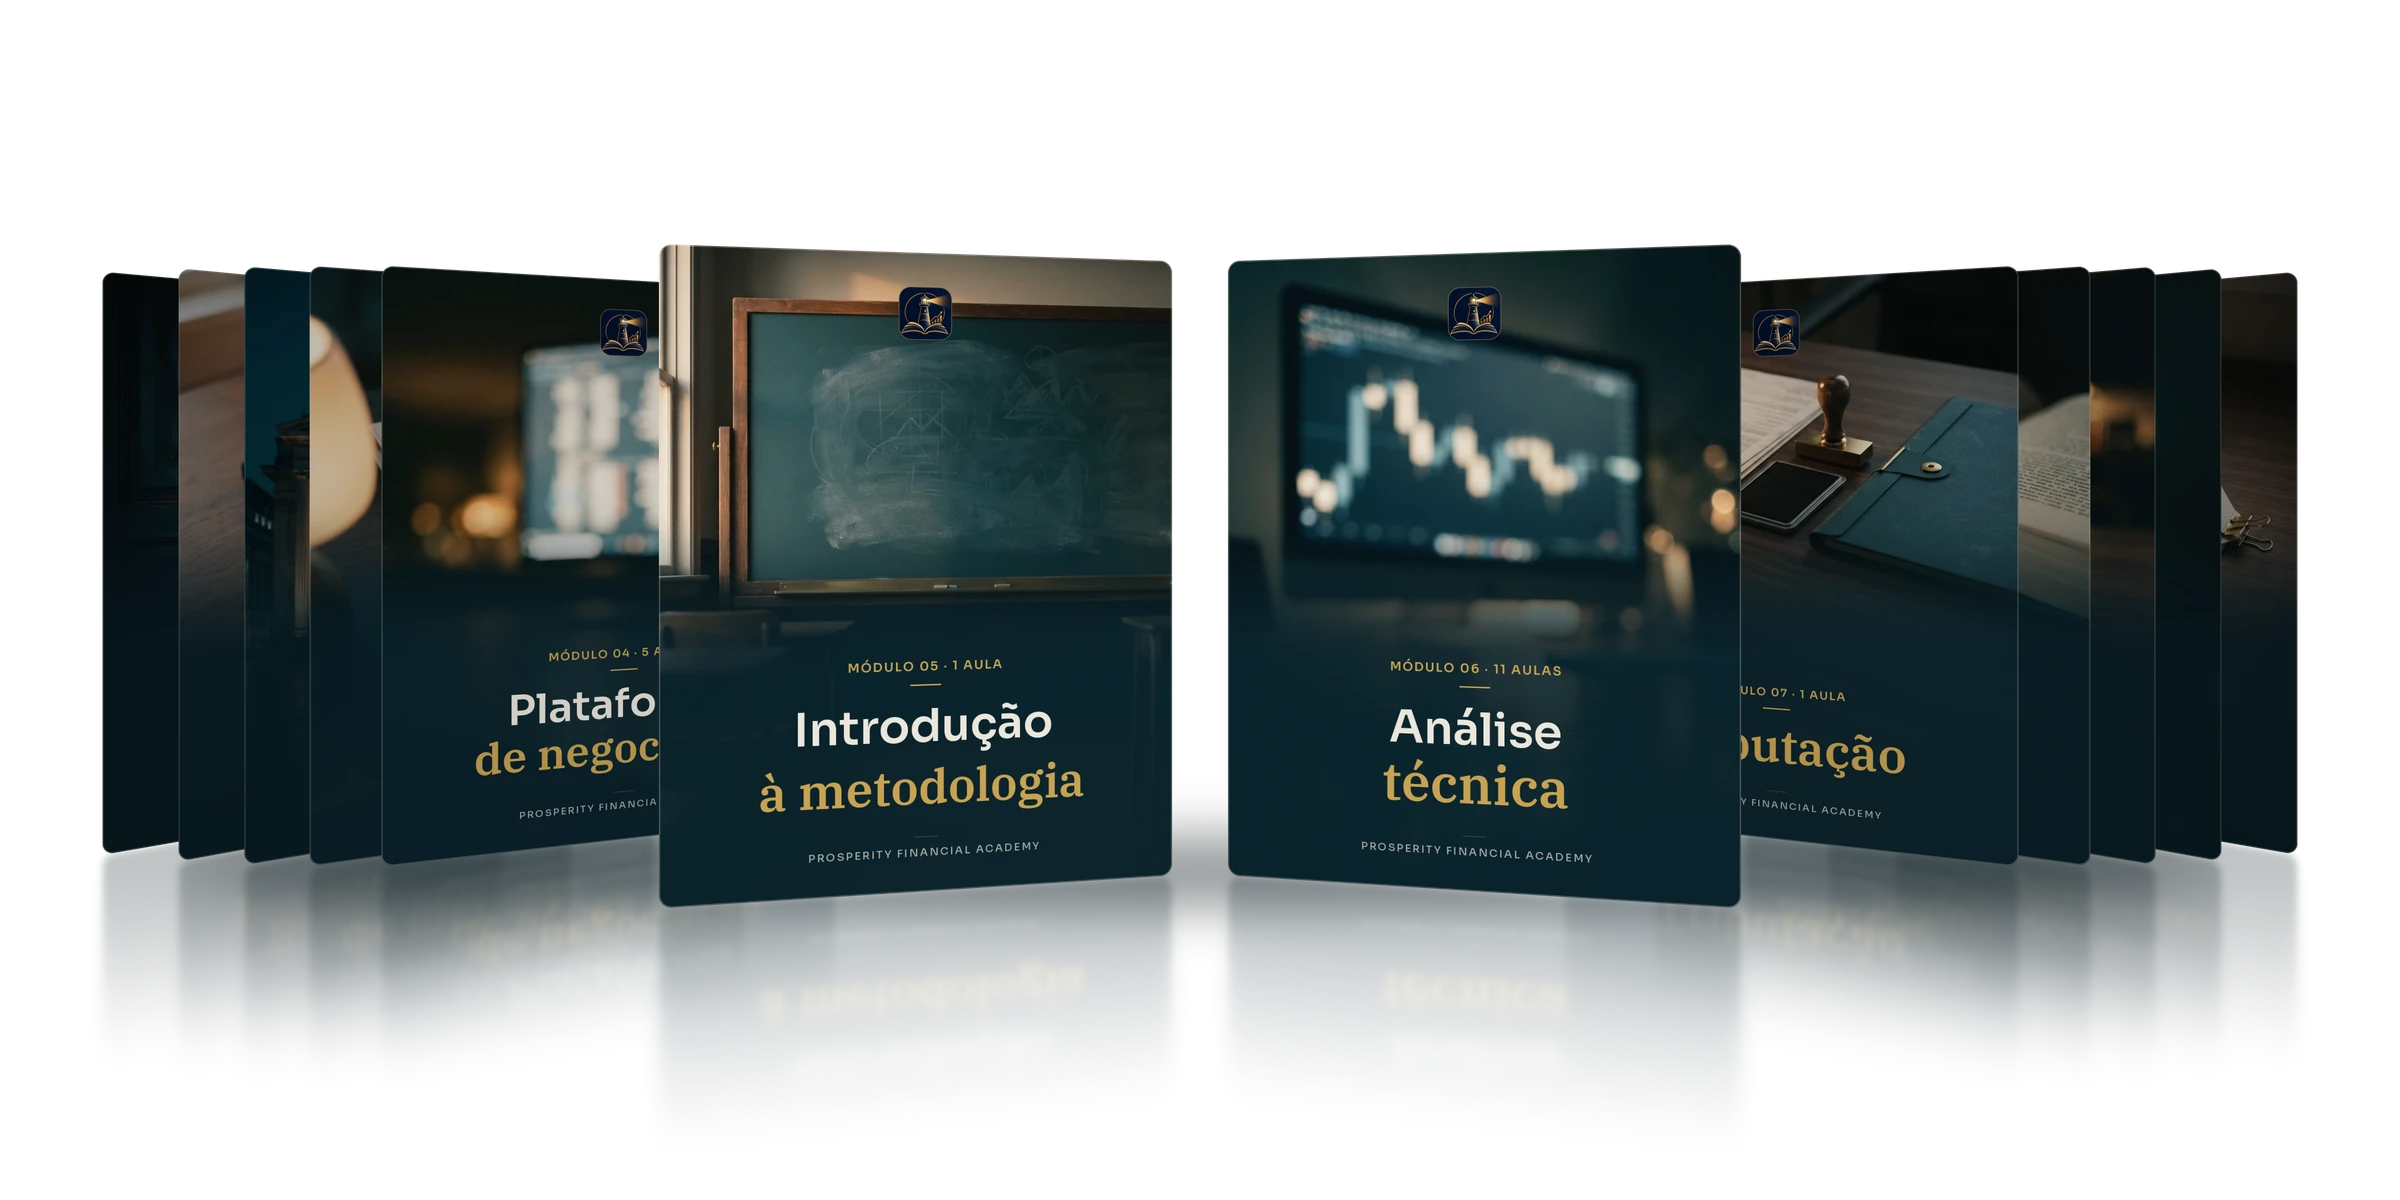 MÓDULO 04 · 5 A
Platafo
de negoc
PROSPERITY FINANCIA
MÓDULO 05 · 1 AULA
Introdução
à metodologia
PROSPERITY FINANCIAL ACADEMY
MÓDULO 06 · 11 AULAS
Análise
técnica
PROSPERITY FINANCIAL ACADEMY
ULO 07 · 1 AULA
outação
Y FINANCIAL ACADEMY